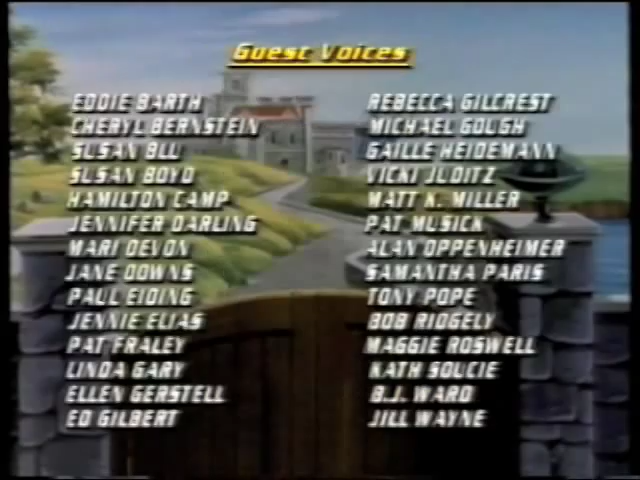 Guest Voices
EDDIE BARTH
CHERYL BERNSTEIN
SUSAN BLU
SUSAN BOYD
HAMILTON CAMP
JENNIFER DARLING
MARI DEVON
JANE DOWNS
PAUL EIDING
JENNIE ELIAS
PAT FRALEY
LINDA GARY
ELLEN GERSTELL
ED GILBERT
REBECCA GILCREST
MICHAEL GOUGH
GAILLE HEIDEMANN
VICKI JUDITZ
MATT K. MILLER
PAT MUSICK
ALAN OPPENHEIMER
SAMANTHA PARIS
TONY POPE
BOB RIDGELY
MAGGIE ROSWELL
KATH SOUCIE
B.J. WARD
JILL WAYNE